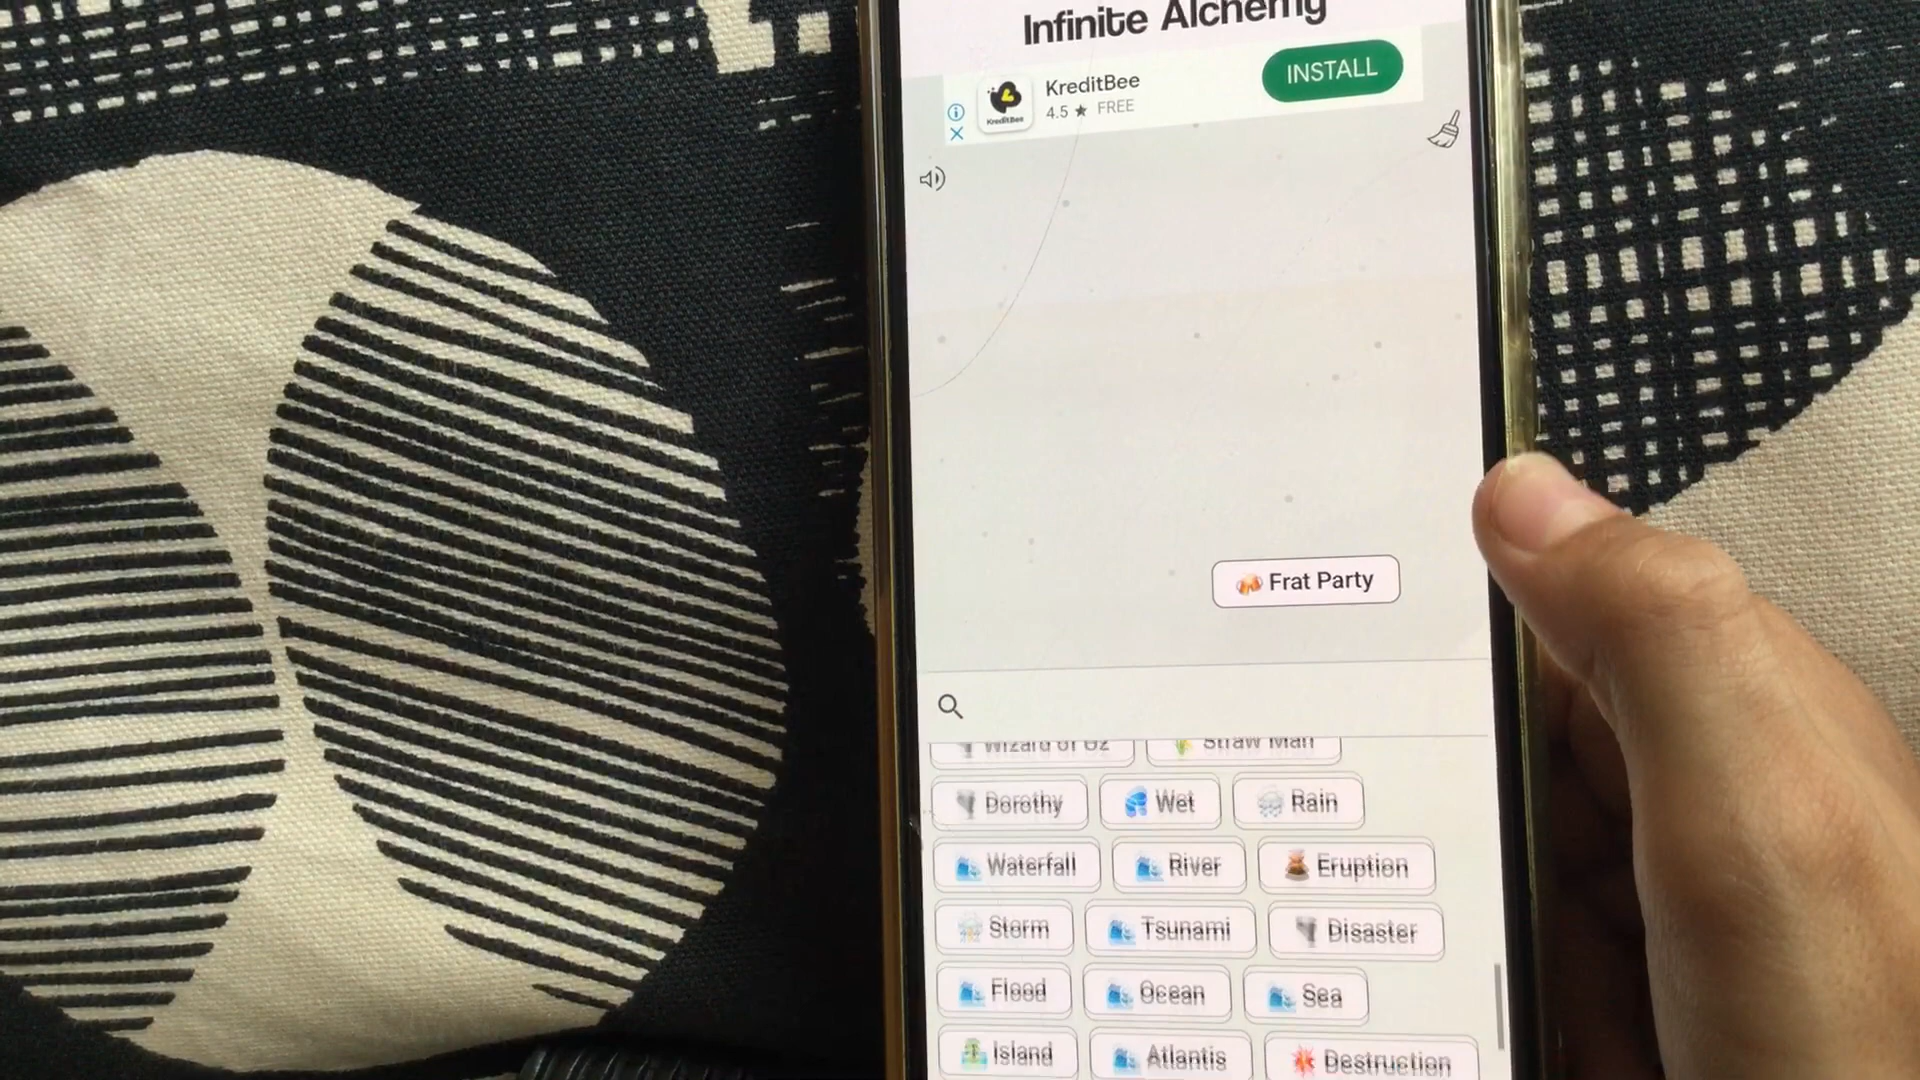 Infinite Alchemy
KreditBee
4.5 ★ FREE
INSTALL
KreditBee
Frat Party
Wizard of Oz Straw Man
Dorothy Wet Rain
Waterfall River Eruption
Storm Tsunami Disaster
Flood Ocean Sea
Island Atlantis Destruction